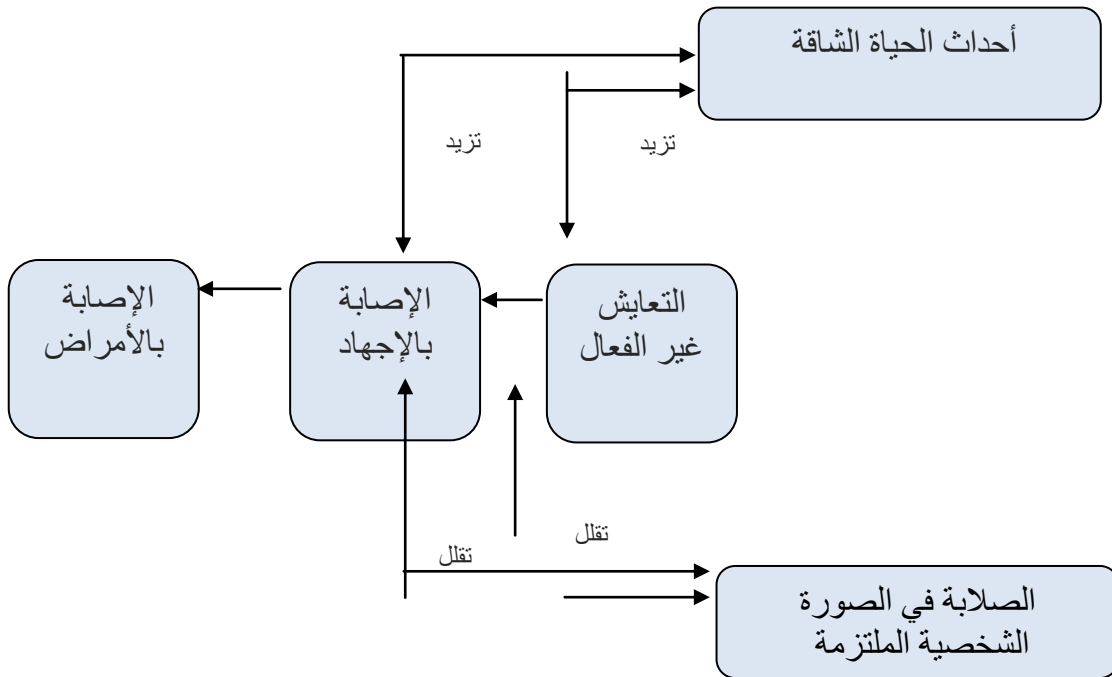 أحداث الحياة الشاقة
تزيد
تزيد
التعايش
غير الفعال
الإصابة
بالإجهاد
الإصابة
بالأمراض
تقلل
تقلل
الصلابة في الصورة
الشخصية الملتزمة